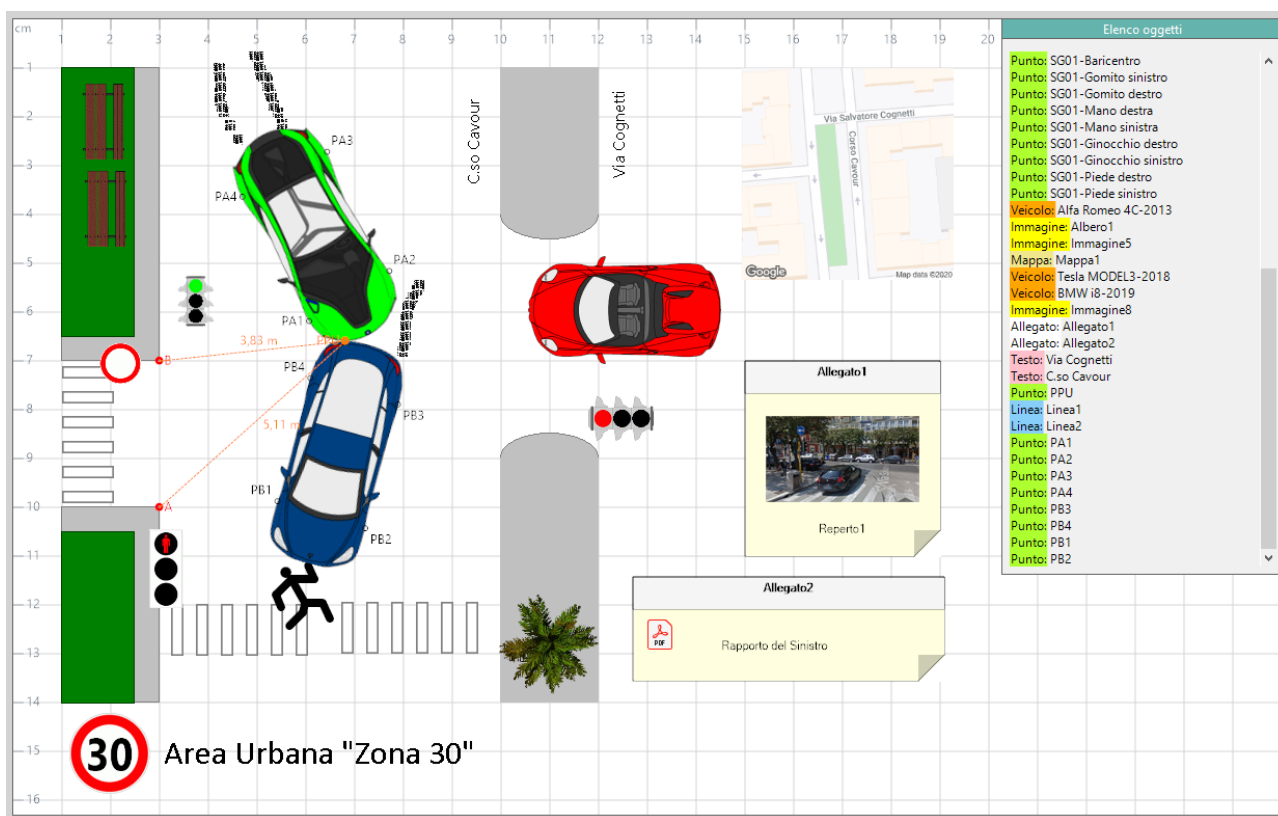 cm
1 2 3 4 5 6 7 8 9 10 11 12 13 14 15 16 17 18 19 20
1
2
3
4
5
6
7
8
9
10
11
12
13
14
15
16
PA3
PA4
PA2
PA1
3,83 m
PPU
B
PB4
PB3
5,11 m
PB1
A
PB2
C.so Cavour
Via Cognetti
Via Salvatore Cognetti
Corso Cavour
Google
Map data ©2020
Allegato1
Reperto1
Allegato2
PDF
Rapporto del Sinistro
30
Area Urbana "Zona 30"
Elenco oggetti
Punto: SG01-Baricentro
Punto: SG01-Gomito sinistro
Punto: SG01-Gomito destro
Punto: SG01-Mano destra
Punto: SG01-Mano sinistra
Punto: SG01-Ginocchio destro
Punto: SG01-Ginocchio sinistro
Punto: SG01-Piede destro
Punto: SG01-Piede sinistro
Veicolo: Alfa Romeo 4C-2013
Immagine: Albero1
Immagine: Immagine5
Mappa: Mappa1
Veicolo: Tesla MODEL3-2018
Veicolo: BMW i8-2019
Immagine: Immagine8
Allegato: Allegato1
Allegato: Allegato2
Testo: Via Cognetti
Testo: C.so Cavour
Punto: PPU
Linea: Linea1
Linea: Linea2
Punto: PA1
Punto: PA2
Punto: PA3
Punto: PA4
Punto: PB3
Punto: PB4
Punto: PB1
Punto: PB2